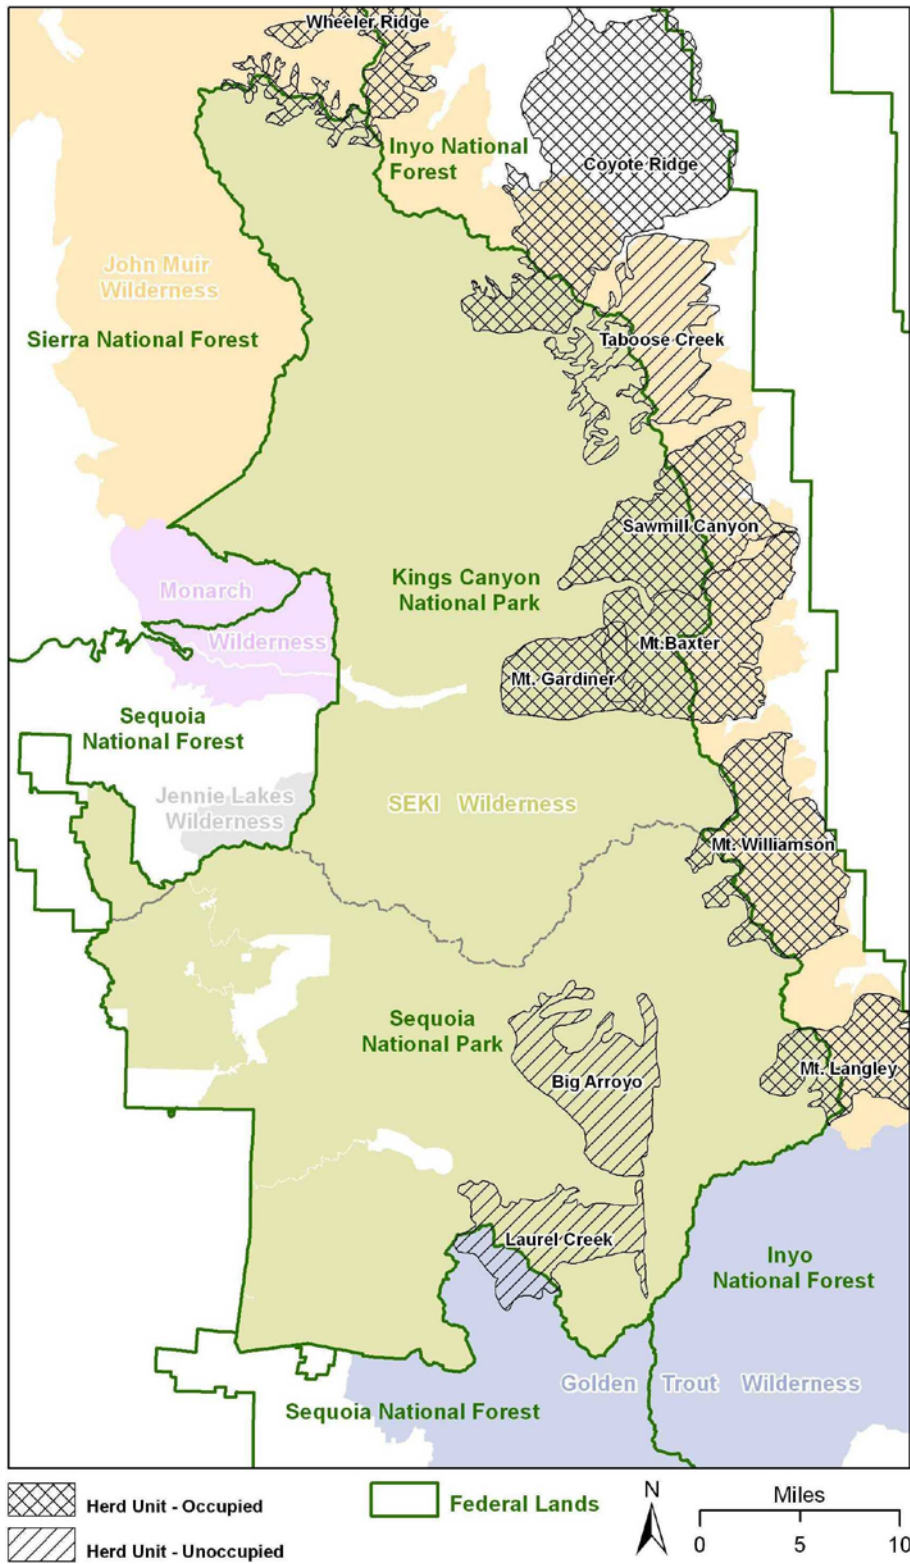 Wheeler Ridge
Inyo National
Forest
Coyote Ridge
John Muir
Wilderness
Sierra National Forest
Taboose Creek
Sawmill Canyon
Kings Canyon
National Park
Monarch
Wilderness
Mt.Baxter
Mt. Gardiner
Sequoia
National Forest
Jennie Lakes
Wilderness
SEKI Wilderness
Mt. Williamson
Sequoia
National Park
Mt. Langley
Big Arroyo
Laurel Creek
Inyo
National Forest
Golden Trout Wilderness
Sequoia National Forest
Herd Unit - Occupied
Herd Unit - Unoccupied
Federal Lands
N
Miles
0 5 10